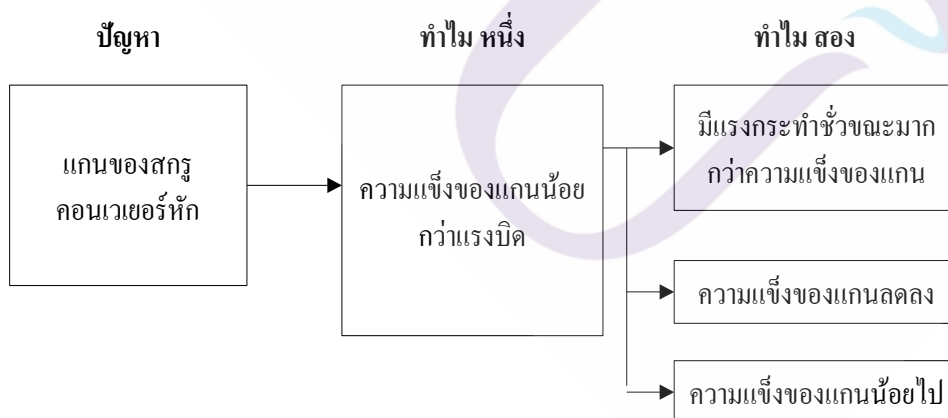 ปัญหา
ทำไม หนึ่ง
ทำไม สอง
แกนของสกรู
คอนเวเยอร์หัก
ความแข็งของแกนน้อย
กว่าแรงบิด
มีแรงกระทำชั่วขณะมาก
กว่าความแข็งของแกน
ความแข็งของแกนลดลง
ความแข็งของแกนน้อยไป